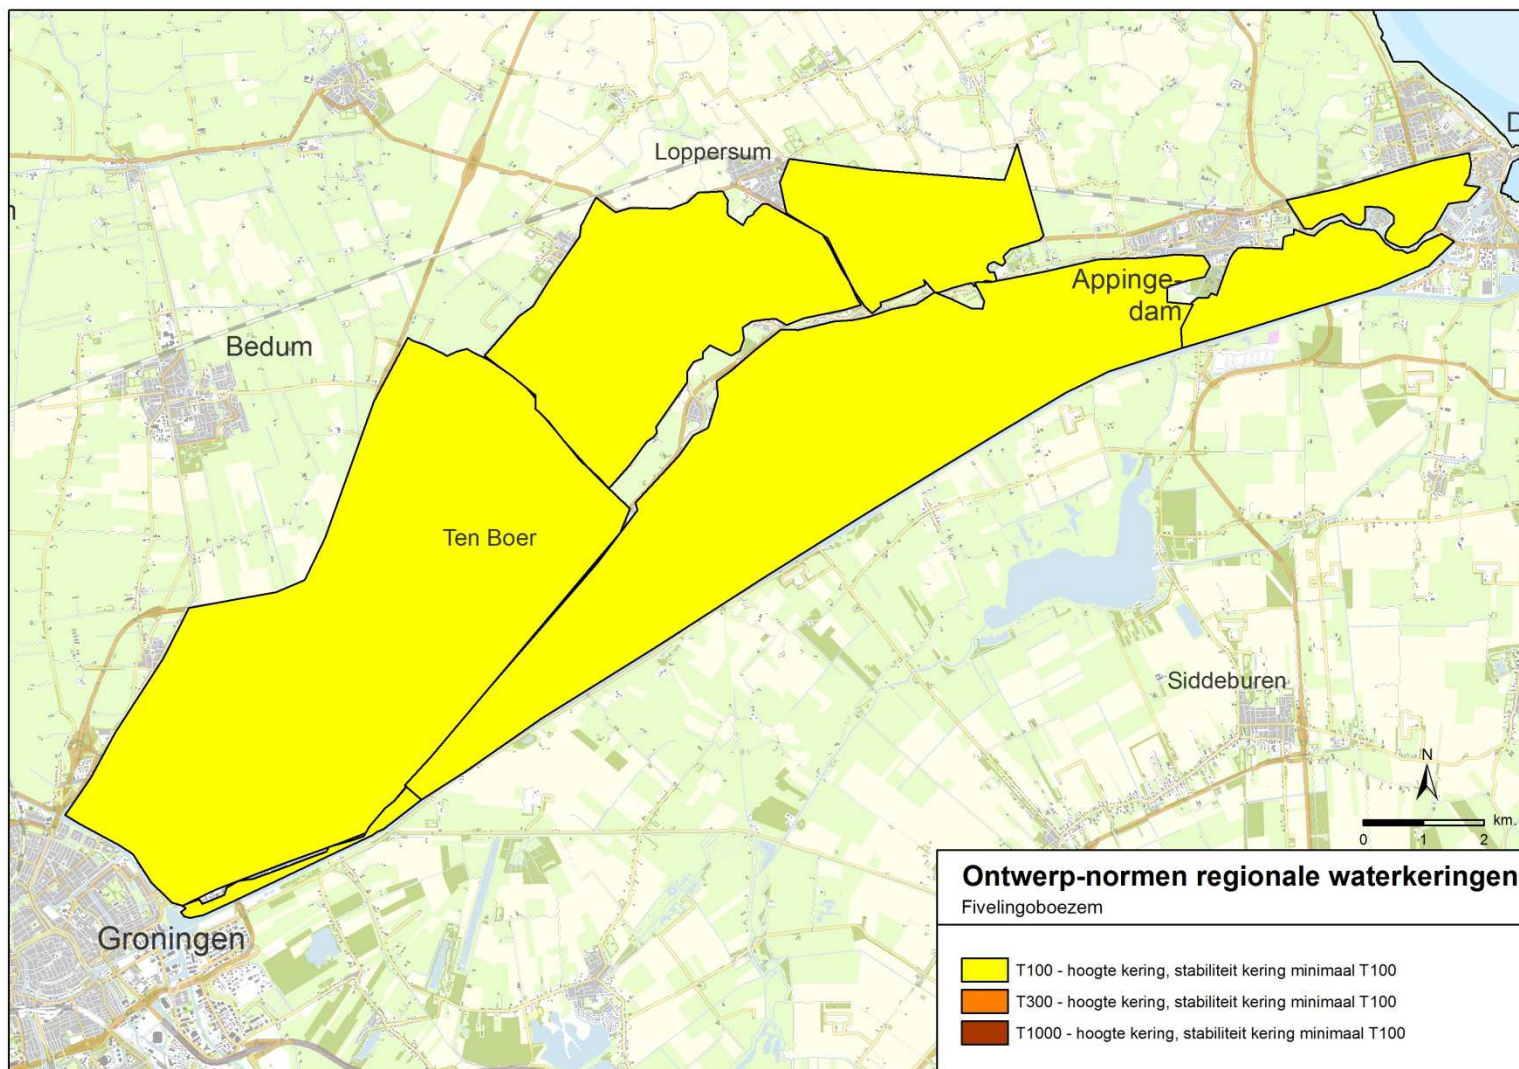 D
Loppersum
n
Appinge-
dam
Bedum
Ten Boer
Siddeburen
N
km.
0 1 2
Groningen
Ontwerp-normen regionale waterkeringen
Fivelingoboezem
T100 - hoogte kering, stabiliteit kering minimaal T100
T300 - hoogte kering, stabiliteit kering minimaal T100
T1000 - hoogte kering, stabiliteit kering minimaal T100